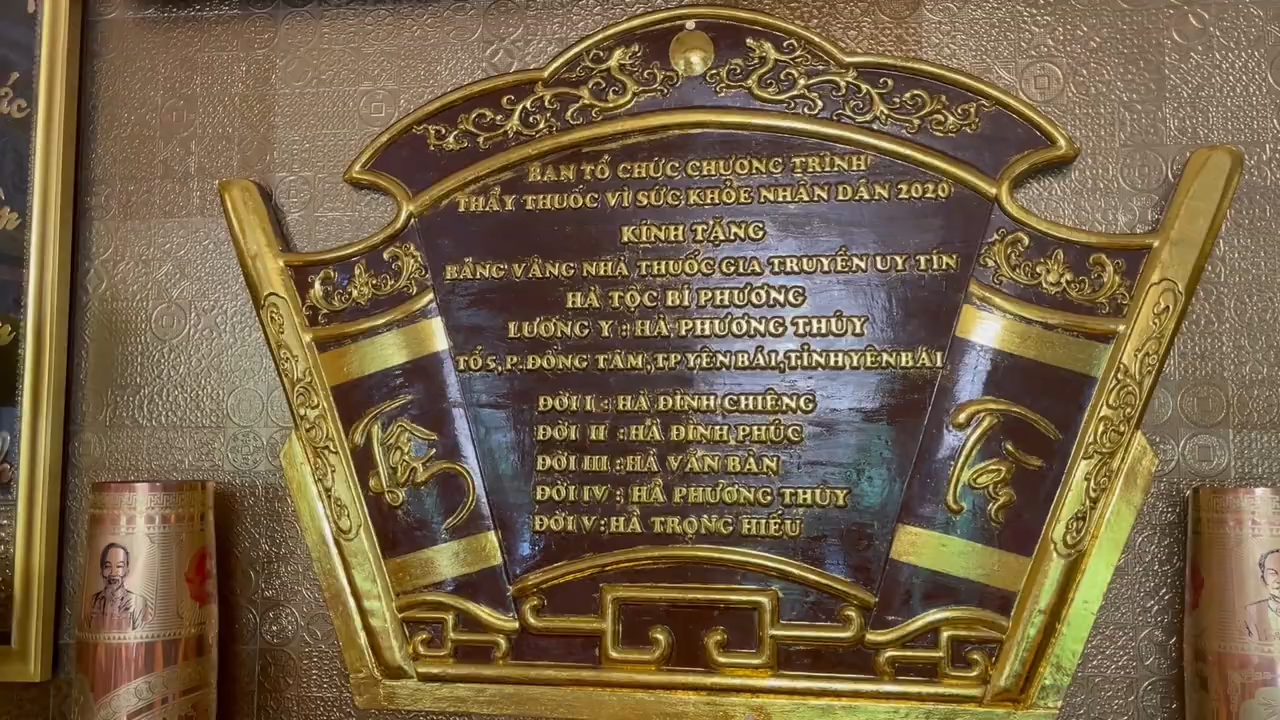 BAN TỔ CHỨC CHƯƠNG TRÌNH
THẦY THUỐC VÌ SỨC KHỎE NHÂN DÂN 2020
KÍNH TẶNG
BẢNG VÀNG NHÀ THUỐC GIA TRUYỀN UY TÍN
HÀ TỘC BÍ PHƯƠNG
LƯƠNG Y : HÀ PHƯƠNG THÚY
TỔ 5, P. ĐỒNG TÂM, TP YÊN BÁI, TỈNH YÊN BÁI
ĐỜI I : HÀ ĐÌNH CHIÊNG
ĐỜI II : HÀ ĐÌNH PHÚC
ĐỜI III : HÀ VĂN BẢN
ĐỜI IV : HÀ PHƯƠNG THÚY
ĐỜI V : HÀ TRỌNG HIẾU